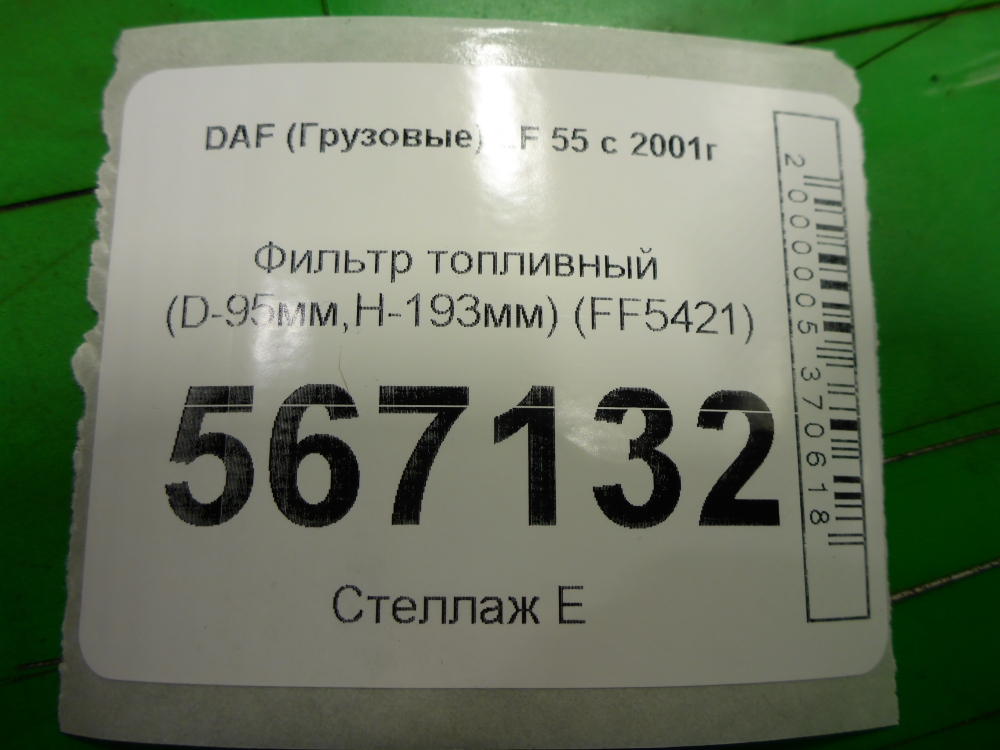 DAF (Грузовые) LF 55 с 2001г
Фильтр топливный
(D-95мм,H-193мм) (FF5421)
567132
Стеллаж E
2000005370618